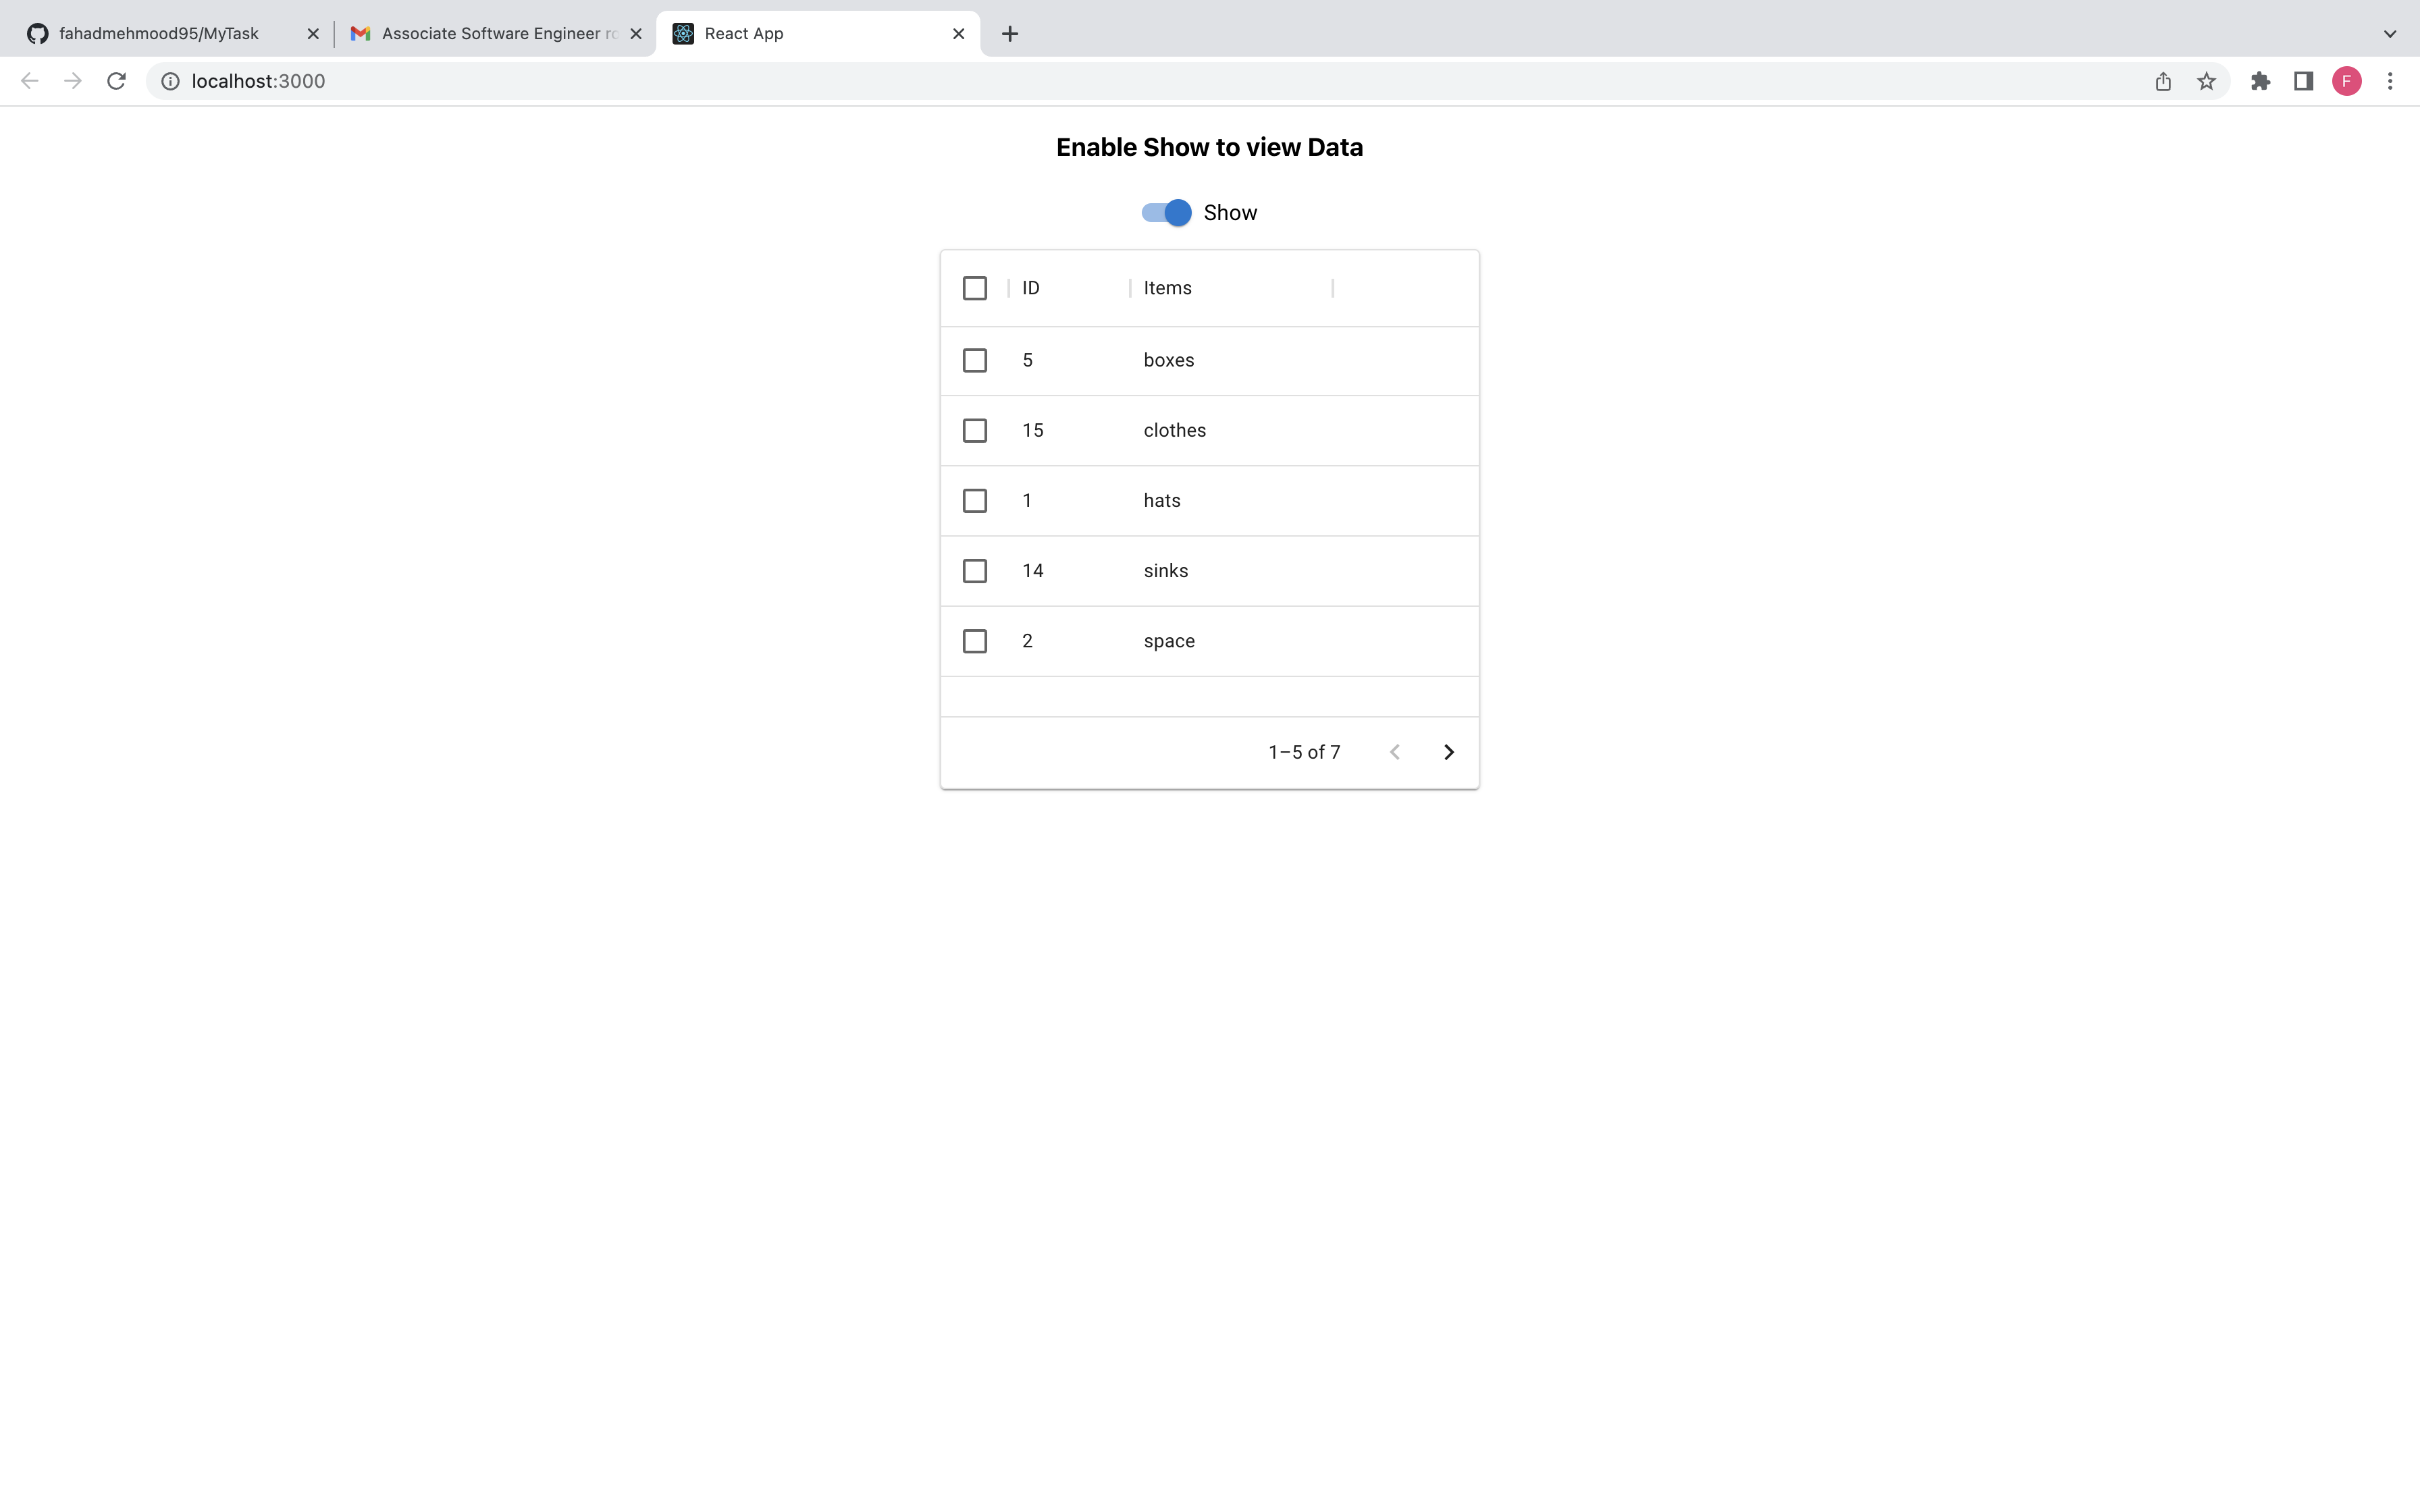 fahadmehmood95/MyTask
Associate Software Engineer
React App
localhost:3000
F
Enable Show to view Data
Show
ID Items
5 boxes
15 clothes
1 hats
14 sinks
2 space
1–5 of 7